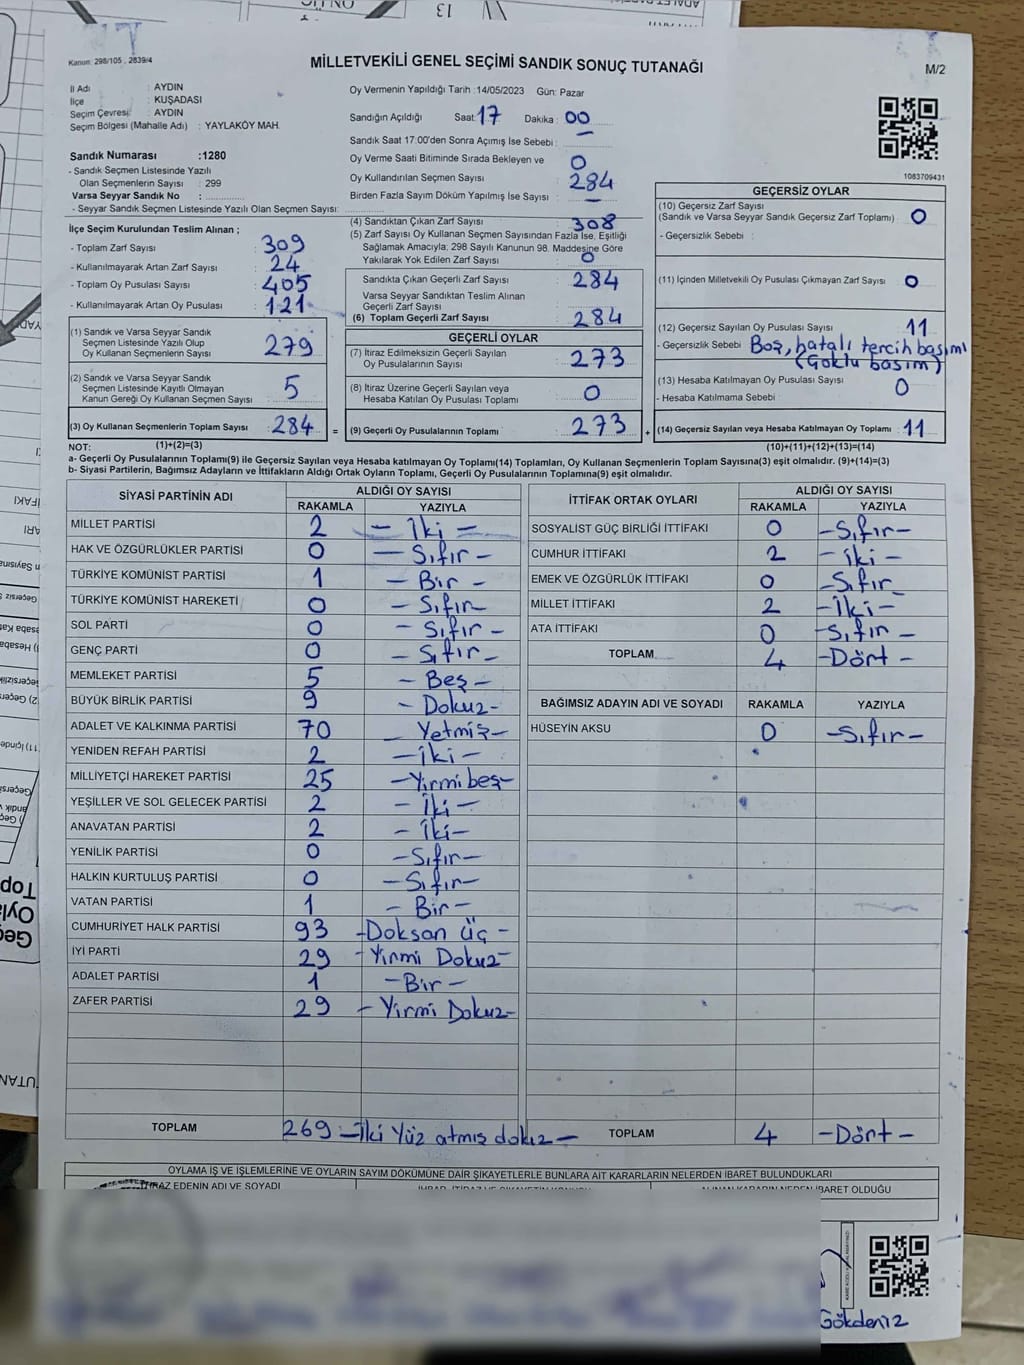 13
Kanun: 298/105, 2839/4
MİLLETVEKİLİ GENEL SEÇİMİ SANDIK SONUÇ TUTANAĞI
M/2
İl Adı : AYDIN
İlçe : KUŞADASI
Seçim Çevresi : AYDIN
Seçim Bölgesi (Mahalle Adı) : YAYLAKÖY MAH.
Sandık Numarası :1280
- Sandık Seçmen Listesinde Yazılı
Olan Seçmenlerin Sayısı : 299
Varsa Seyyar Sandık No :
- Seyyar Sandık Seçmen Listesinde Yazılı Olan Seçmen Sayısı:
Oy Vermenin Yapıldığı Tarih :14/05/2023 Gün: Pazar
Sandığın Açıldığı Saat: 17 Dakika : 00
Sandık Saat 17:00'den Sonra Açımış İse Sebebi :
Oy Verme Saati Bitiminde Sırada Bekleyen ve 0
Oy Kullandırılan Seçmen Sayısı : 284
Birden Fazla Sayım Döküm Yapılmış İse Sayısı : —
1083709431
İlçe Seçim Kurulundan Teslim Alınan ;
- Toplam Zarf Sayısı : 309
- Kullanılmayarak Artan Zarf Sayısı : 24
- Toplam Oy Pusulası Sayısı : 405
- Kullanılmayarak Artan Oy Pusulası : 121
(1) Sandık ve Varsa Seyyar Sandık
Seçmen Listesinde Yazılı Olup
Oy Kullanan Seçmenlerin Sayısı : 279
(2) Sandık ve Varsa Seyyar Sandık
Seçmen Listesinde Kayıtlı Olmayan
Kanun Gereği Oy Kullanan Seçmen Sayısı : 5
(3) Oy Kullanan Seçmenlerin Toplam Sayısı : 284 =
(4) Sandıktan Çıkan Zarf Sayısı : 308
(5) Zarf Sayısı Oy Kullanan Seçmen Sayısından Fazla İse, Eşitliği
Sağlamak Amacıyla; 298 Sayılı Kanunun 98. Maddesine Göre
Yakılarak Yok Edilen Zarf Sayısı : 0
Sandıkta Çıkan Geçerli Zarf Sayısı : 284
Varsa Seyyar Sandıktan Teslim Alınan
Geçerli Zarf Sayısı :
(6) Toplam Geçerli Zarf Sayısı : 284
GEÇERLİ OYLAR
(7) İtiraz Edilmeksizin Geçerli Sayılan
Oy Pusulalarının Sayısı : 273
(8) İtiraz Üzerine Geçerli Sayılan veya
Hesaba Katılan Oy Pusulası Toplamı : 0
(9) Geçerli Oy Pusulalarının Toplamı : 273 +
GEÇERSİZ OYLAR
(10) Geçersiz Zarf Sayısı
(Sandık ve Varsa Seyyar Sandık Geçersiz Zarf Toplamı) : 0
- Geçersizlik Sebebi :
(11) İçinden Milletvekili Oy Pusulası Çıkmayan Zarf Sayısı : 0
(12) Geçersiz Sayılan Oy Pusulası Sayısı : 11
- Geçersizlik Sebebi Boş, hatalı tercih basımı
(Çoklu basım)
(13) Hesaba Katılmayan Oy Pusulası Sayısı : 0
- Hesaba Katılmama Sebebi :
(14) Geçersiz Sayılan veya Hesaba Katılmayan Oy Toplamı : 11
NOT: (1)+(2)=(3) (10)+(11)+(12)+(13)=(14)
a- Geçerli Oy Pusulalarının Toplamı(9) ile Geçersiz Sayılan veya Hesaba katılmayan Oy Toplamı(14) Toplamları, Oy Kullanan Seçmenlerin Toplam Sayısına(3) eşit olmalıdır. (9)+(14)=(3)
b- Siyasi Partilerin, Bağımsız Adayların ve İttifakların Aldığı Ortak Oyların Toplamı, Geçerli Oy Pusulalarının Toplamına(9) eşit olmalıdır.
SİYASİ PARTİNİN ADI ALDIĞI OY SAYISI
RAKAMLA YAZIYLA
MİLLET PARTİSİ 2 — İki —
HAK VE ÖZGÜRLÜKLER PARTİSİ 0 — Sıfır —
TÜRKİYE KOMÜNİST PARTİSİ 1 — Bir —
TÜRKİYE KOMÜNİST HAREKETİ 0 — Sıfır
SOL PARTİ 0 — Sıfır —
GENÇ PARTİ 0 — Sıfır —
MEMLEKET PARTİSİ 5 — Beş —
BÜYÜK BİRLİK PARTİSİ 9 — Dokuz —
ADALET VE KALKINMA PARTİSİ 70 — Yetmiş —
YENİDEN REFAH PARTİSİ 2 — İki —
MİLLİYETÇİ HAREKET PARTİSİ 25 — Yirmi beş —
YEŞİLLER VE SOL GELECEK PARTİSİ 2 — İki —
ANAVATAN PARTİSİ 2 — İki —
YENİLİK PARTİSİ 0 — Sıfır —
HALKIN KURTULUŞ PARTİSİ 0 — Sıfır —
VATAN PARTİSİ 1 — Bir —
CUMHURİYET HALK PARTİSİ 93 — Doksan Üç —
İYİ PARTİ 29 — Yirmi Dokuz —
ADALET PARTİSİ 1 — Bir —
ZAFER PARTİSİ 29 — Yirmi Dokuz —
TOPLAM 269 — İki Yüz atmış dokuz —
İTTİFAK ORTAK OYLARI ALDIĞI OY SAYISI
RAKAMLA YAZIYLA
SOSYALİST GÜÇ BİRLİĞİ İTTİFAKI 0 — Sıfır —
CUMHUR İTTİFAKI 2 — İki —
EMEK VE ÖZGÜRLÜK İTTİFAKI 0 — Sıfır
MİLLET İTTİFAKI 2 — İki —
ATA İTTİFAKI 0 — Sıfır —
TOPLAM 4 — Dört —
BAĞIMSIZ ADAYIN ADI VE SOYADI RAKAMLA YAZIYLA
HÜSEYİN AKSU 0 — Sıfır —
TOPLAM 4 — Dört —
OYLAMA İŞ VE İŞLEMLERİNE VE OYLARIN SAYIM DÖKÜMÜNE DAİR ŞİKAYETLERLE BUNLARA AİT KARARLARIN NELERDEN İBARET BULUNDUKLARI
İTİRAZ EDENİN ADI VE SOYADI
İBARET OLDUĞU
Gökdeniz